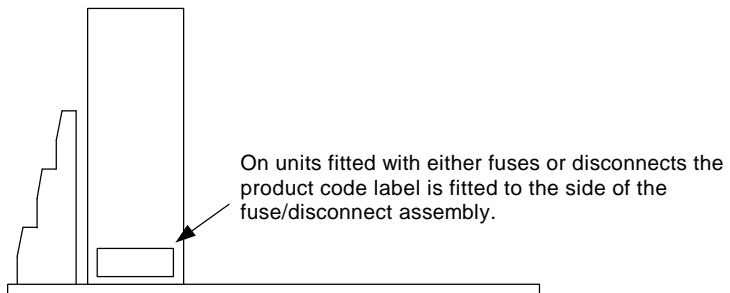 On units fitted with either fuses or disconnects the
product code label is fitted to the side of the
fuse/disconnect assembly.